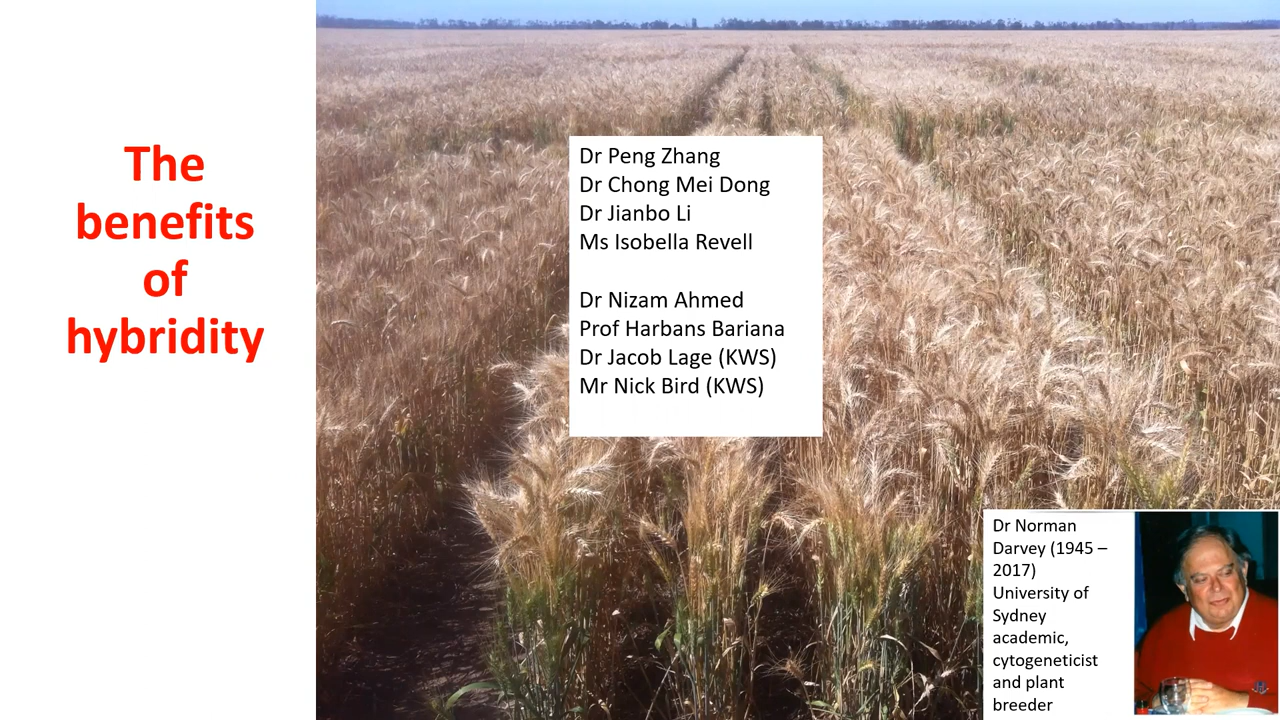 The
benefits
of
hybridity
Dr Peng Zhang
Dr Chong Mei Dong
Dr Jianbo Li
Ms Isobella Revell
Dr Nizam Ahmed
Prof Harbans Bariana
Dr Jacob Lage (KWS)
Mr Nick Bird (KWS)
Dr Norman
Darvey (1945 –
2017)
University of
Sydney
academic,
cytogeneticist
and plant
breeder